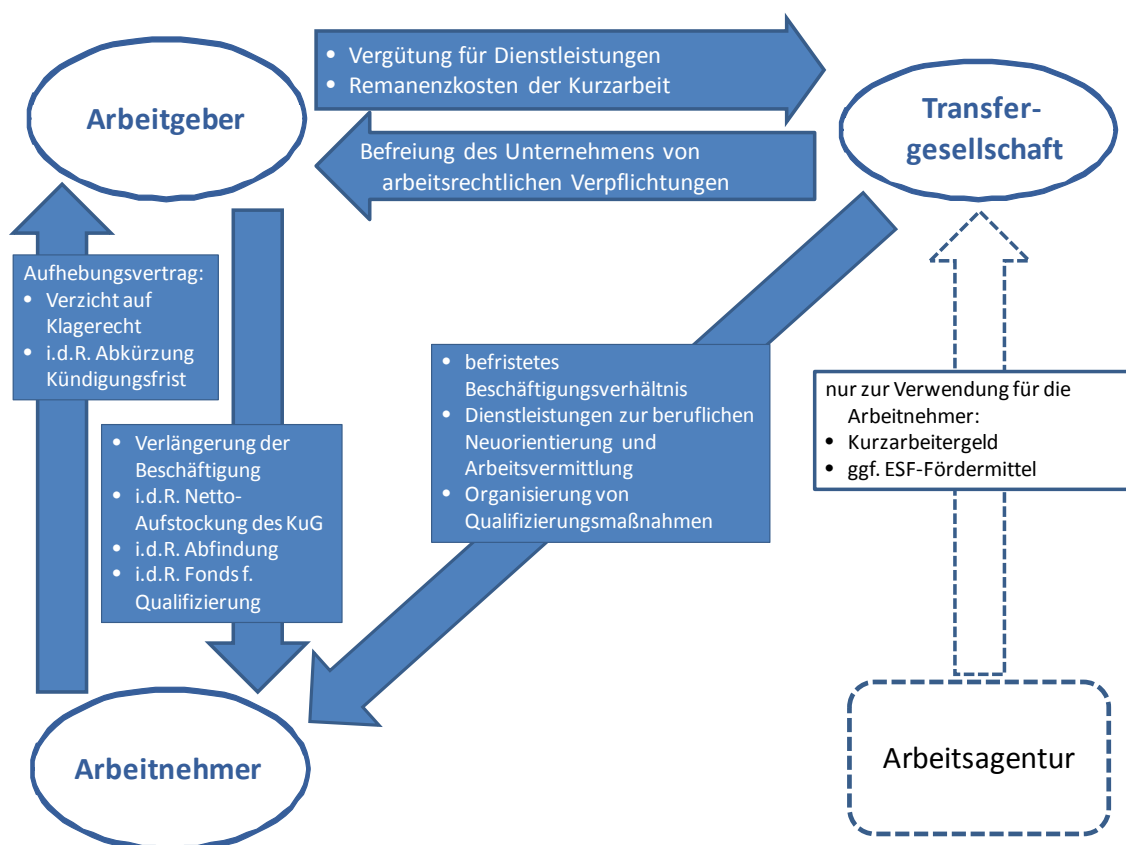 Arbeitgeber
• Vergütung für Dienstleistungen
• Remanenzkosten der Kurzarbeit
Transfer-
gesellschaft
Befreiung des Unternehmens von
arbeitsrechtlichen Verpflichtungen
Aufhebungsvertrag:
• Verzicht auf
Klagerecht
• i.d.R. Abkürzung
Kündigungsfrist
• Verlängerung der
Beschäftigung
• i.d.R. Netto-
Aufstockung des KuG
• i.d.R. Abfindung
• i.d.R. Fonds f.
Qualifizierung
• befristetes
Beschäftigungsverhältnis
• Dienstleistungen zur beruflichen
Neuorientierung und
Arbeitsvermittlung
• Organisierung von
Qualifizierungsmaßnahmen
nur zur Verwendung für die
Arbeitnehmer:
• Kurzarbeitergeld
• ggf. ESF-Fördermittel
Arbeitnehmer
Arbeitsagentur